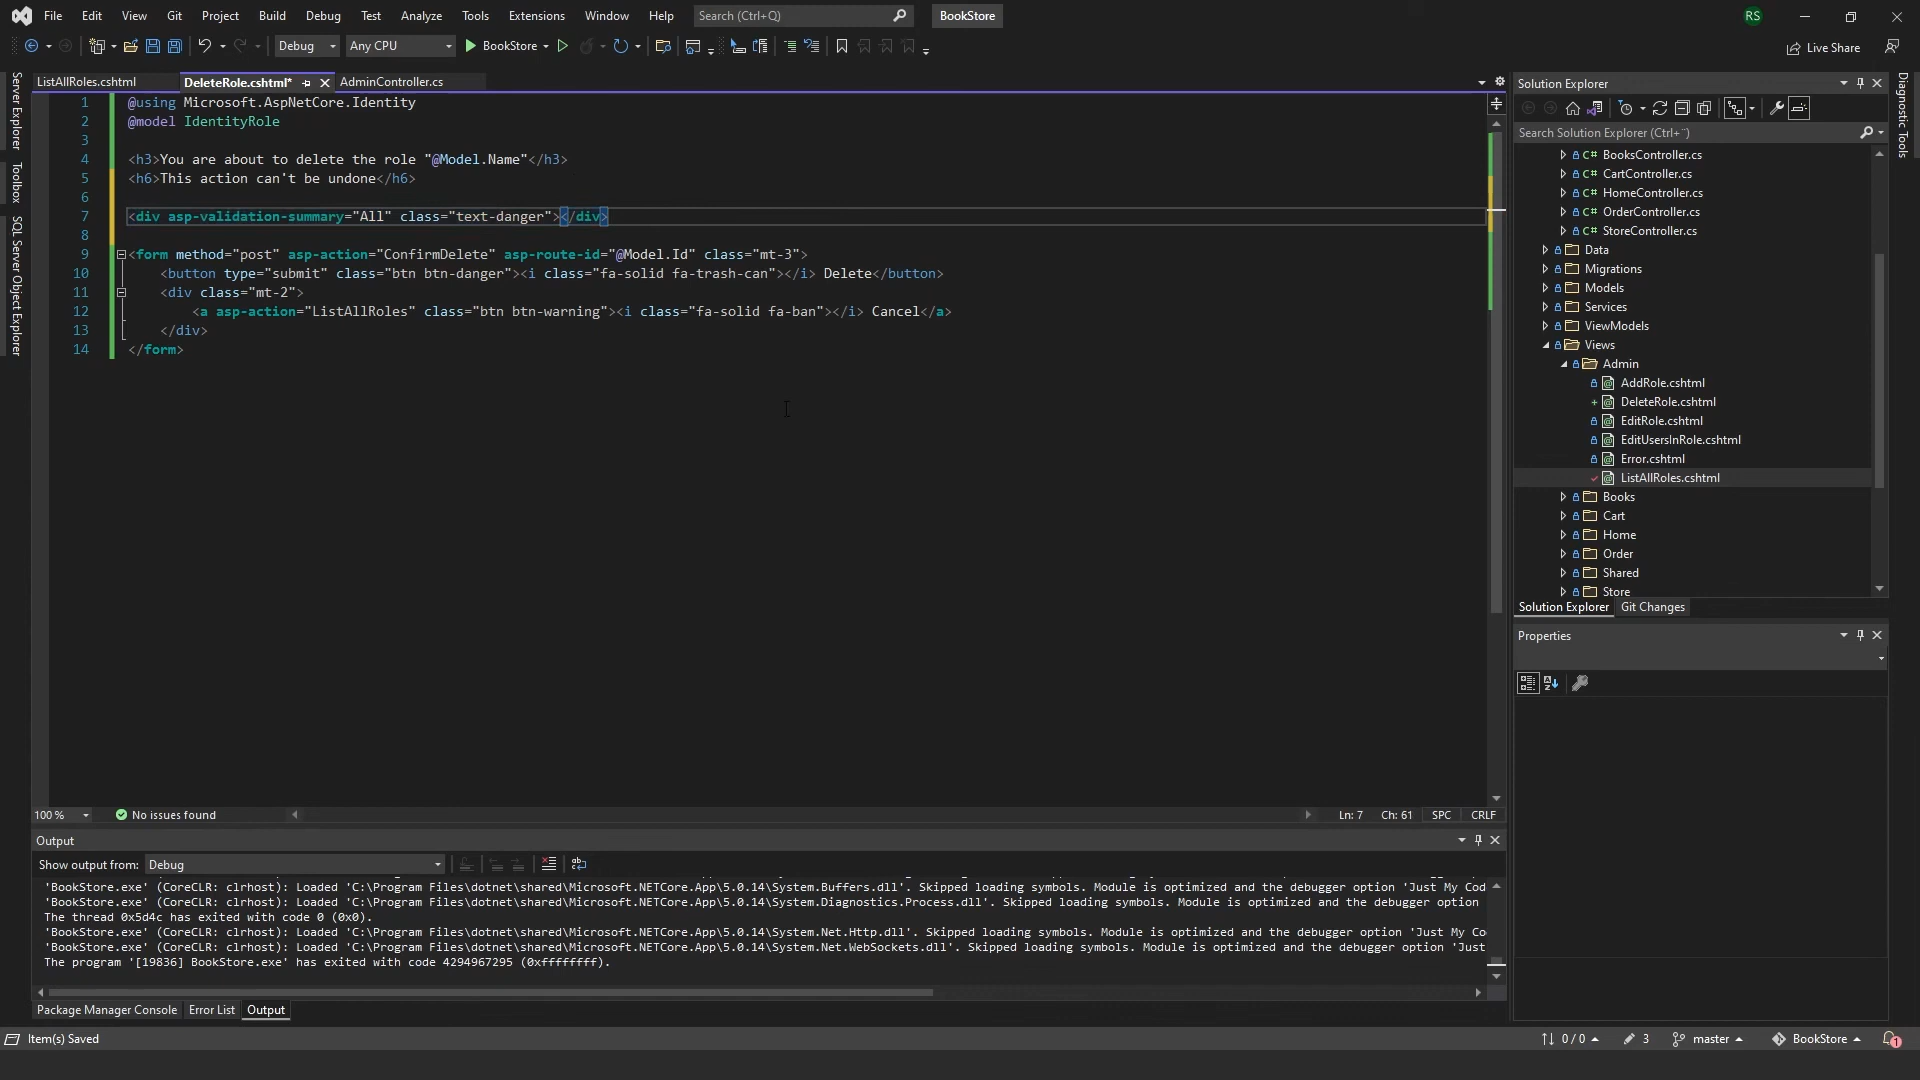 File Edit View Git Project Build Debug Test Analyze Tools Extensions Window Help Search (Ctrl+Q) BookStore RS
Debug Any CPU BookStore Live Share
ListAllRoles.cshtml DeleteRole.cshtml* AdminController.cs
Server Explorer
Toolbox
SQL Server Object Explorer
1 @using Microsoft.AspNetCore.Identity
2 @model IdentityRole
3
4 <h3>You are about to delete the role "@Model.Name"</h3>
5 <h6>This action can't be undone</h6>
6
7 <div asp-validation-summary="All" class="text-danger"></div>
8
9 <form method="post" asp-action="ConfirmDelete" asp-route-id="@Model.Id" class="mt-3">
10 <button type="submit" class="btn btn-danger"><i class="fa-solid fa-trash-can"></i> Delete</button>
11 <div class="mt-2">
12 <a asp-action="ListAllRoles" class="btn btn-warning"><i class="fa-solid fa-ban"></i> Cancel</a>
13 </div>
14 </form>
100 % No issues found Ln: 7 Ch: 61 SPC CRLF
Output
Show output from: Debug
'BookStore.exe' (CoreCLR: clrhost): Loaded 'C:\Program Files\dotnet\shared\Microsoft.NETCore.App\5.0.14\System.Buffers.dll'. Skipped loading symbols. Module is optimized and the debugger option 'Just My Cod
'BookStore.exe' (CoreCLR: clrhost): Loaded 'C:\Program Files\dotnet\shared\Microsoft.NETCore.App\5.0.14\System.Diagnostics.Process.dll'. Skipped loading symbols. Module is optimized and the debugger option
The thread 0x5d4c has exited with code 0 (0x0).
'BookStore.exe' (CoreCLR: clrhost): Loaded 'C:\Program Files\dotnet\shared\Microsoft.NETCore.App\5.0.14\System.Net.Http.dll'. Skipped loading symbols. Module is optimized and the debugger option 'Just My Co
'BookStore.exe' (CoreCLR: clrhost): Loaded 'C:\Program Files\dotnet\shared\Microsoft.NETCore.App\5.0.14\System.Net.WebSockets.dll'. Skipped loading symbols. Module is optimized and the debugger option 'Just
The program '[19836] BookStore.exe' has exited with code 4294967295 (0xffffffff).
Package Manager Console Error List Output
Solution Explorer
Search Solution Explorer (Ctrl+¨)
C# BooksController.cs
C# CartController.cs
C# HomeController.cs
C# OrderController.cs
C# StoreController.cs
Data
Migrations
Models
Services
ViewModels
Views
Admin
AddRole.cshtml
DeleteRole.cshtml
EditRole.cshtml
EditUsersInRole.cshtml
Error.cshtml
ListAllRoles.cshtml
Books
Cart
Home
Order
Shared
Store
Solution Explorer Git Changes
Properties
Diagnostic Tools
Item(s) Saved 0 / 0 3 master BookStore 1